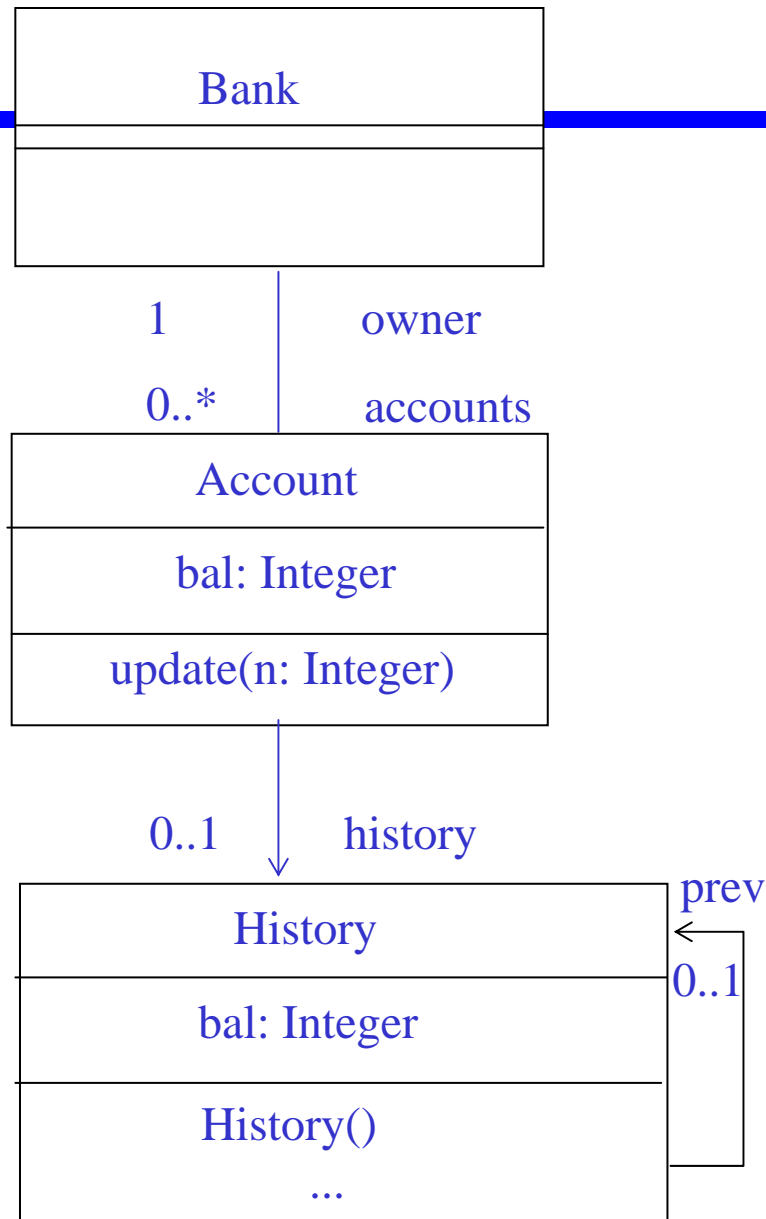 Bank
1 owner
0..* accounts
Account
bal: Integer
update(n: Integer)
0..1 history
prev
History
0..1
bal: Integer
History()
...